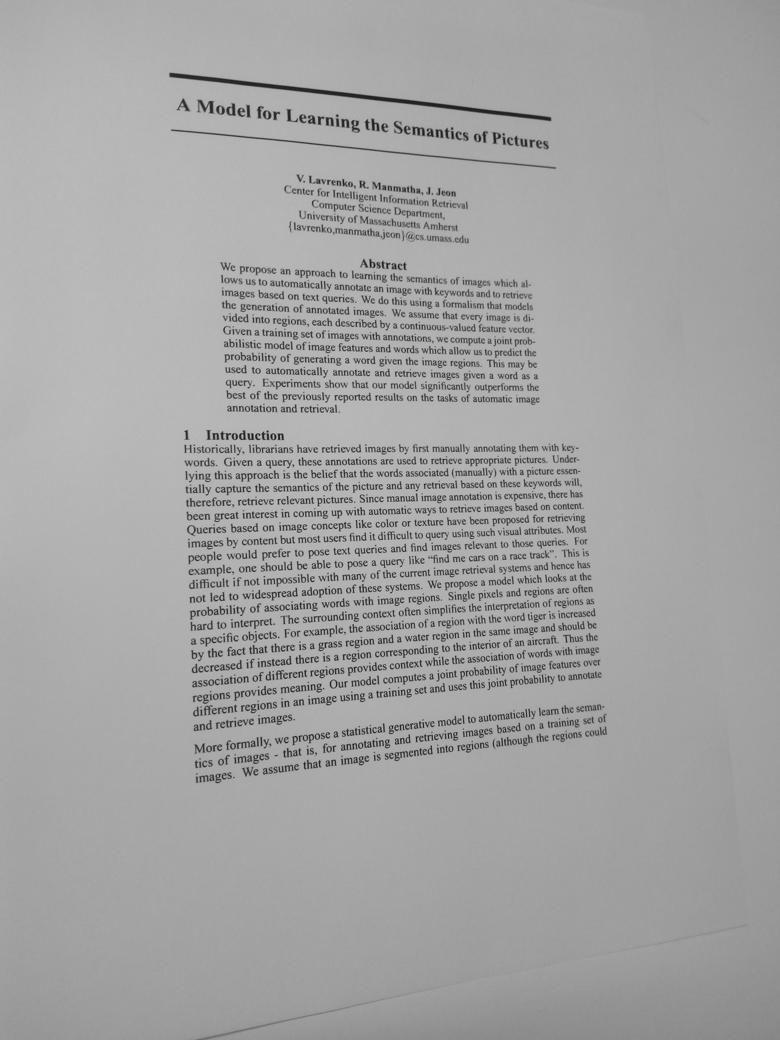 A Model for Learning the Semantics of Pictures
V. Lavrenko, R. Manmatha, J. Jeon
Center for Intelligent Information Retrieval
Computer Science Department,
University of Massachusetts Amherst
{lavrenko,manmatha,jeon}@cs.umass.edu
Abstract
We propose an approach to learning the semantics of images which al-
lows us to automatically annotate an image with keywords and to retrieve
images based on text queries. We do this using a formalism that models
the generation of annotated images. We assume that every image is di-
vided into regions, each described by a continuous-valued feature vector.
Given a training set of images with annotations, we compute a joint prob-
abilistic model of image features and words which allow us to predict the
probability of generating a word given the image regions. This may be
used to automatically annotate and retrieve images given a word as a
query. Experiments show that our model significantly outperforms the
best of the previously reported results on the tasks of automatic image
annotation and retrieval.
1 Introduction
Historically, librarians have retrieved images by first manually annotating them with key-
words. Given a query, these annotations are used to retrieve appropriate pictures. Under-
lying this approach is the belief that the words associated (manually) with a picture essen-
tially capture the semantics of the picture and any retrieval based on these keywords will,
therefore, retrieve relevant pictures. Since manual image annotation is expensive, there has
been great interest in coming up with automatic ways to retrieve images based on content.
Queries based on image concepts like color or texture have been proposed for retrieving
images by content but most users find it difficult to query using such visual attributes. Most
people would prefer to pose text queries and find images relevant to those queries. For
example, one should be able to pose a query like “find me cars on a race track”. This is
difficult if not impossible with many of the current image retrieval systems and hence has
not led to widespread adoption of these systems. We propose a model which looks at the
probability of associating words with image regions. Single pixels and regions are often
hard to interpret. The surrounding context often simplifies the interpretation of regions as
a specific objects. For example, the association of a region with the word tiger is increased
by the fact that there is a grass region and a water region in the same image and should be
decreased if instead there is a region corresponding to the interior of an aircraft. Thus the
association of different regions provides context while the association of words with image
regions provides meaning. Our model computes a joint probability of image features over
different regions in an image using a training set and uses this joint probability to annotate
and retrieve images.
More formally, we propose a statistical generative model to automatically learn the seman-
tics of images - that is, for annotating and retrieving images based on a training set of
images. We assume that an image is segmented into regions (although the regions could